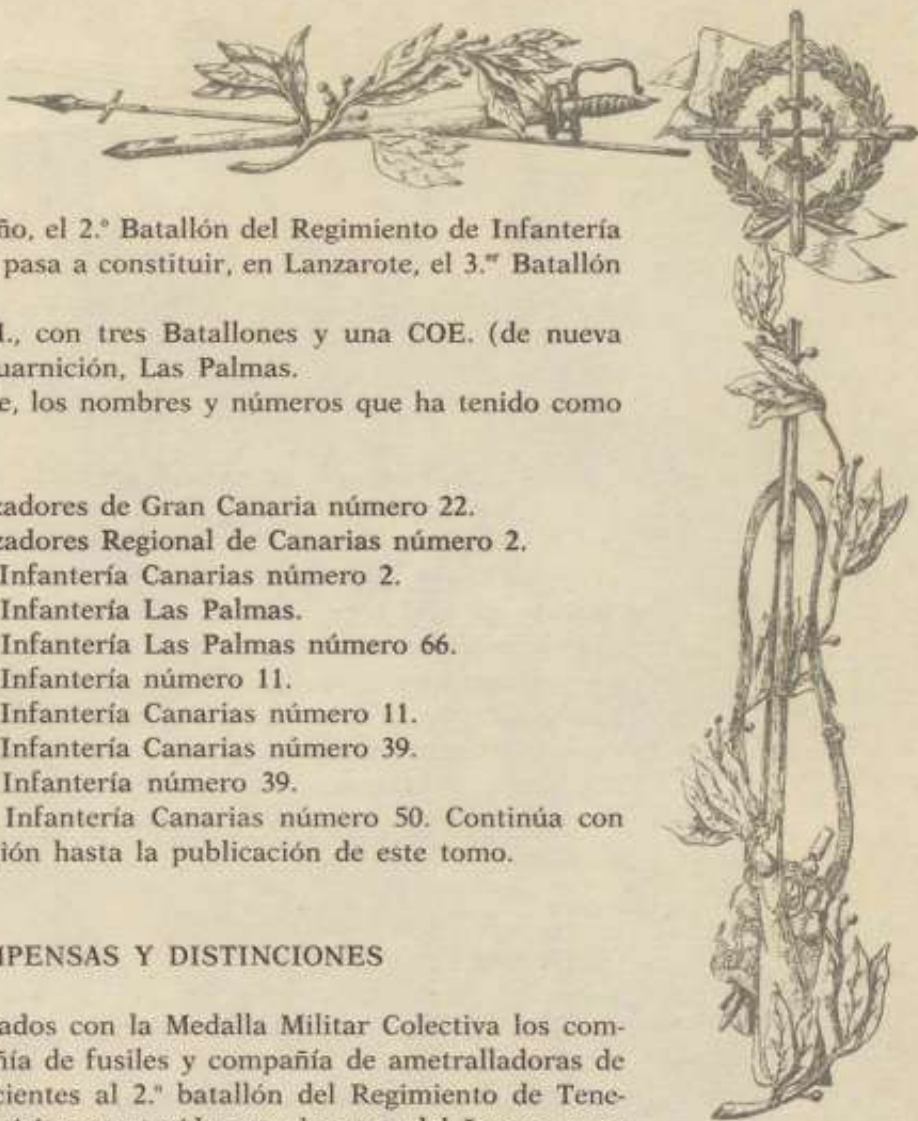 ño, el 2.° Batallón del Regimiento de Infantería
pasa a constituir, en Lanzarote, el 3.er Batallón
I., con tres Batallones y una COE. (de nueva
uarnición, Las Palmas.
e, los nombres y números que ha tenido como
zadores de Gran Canaria número 22.
zadores Regional de Canarias número 2.
Infantería Canarias número 2.
Infantería Las Palmas.
Infantería Las Palmas número 66.
Infantería número 11.
Infantería Canarias número 11.
Infantería Canarias número 39.
Infantería número 39.
Infantería Canarias número 50. Continúa con
ción hasta la publicación de este tomo.
MPENSAS Y DISTINCIONES
ados con la Medalla Militar Colectiva los com-
ñía de fusiles y compañía de ametralladoras de
cientes al 2.° batallón del Regimiento de Tene-